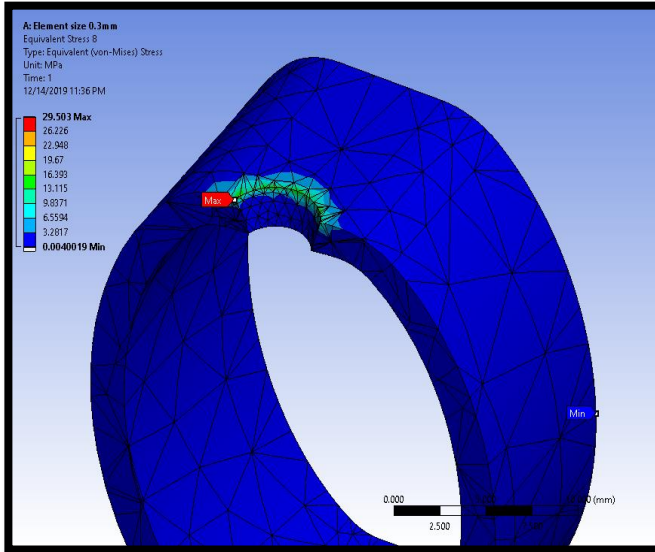 A: Element size 0.3mm
Equivalent Stress 8
Type: Equivalent (von-Mises) Stress
Unit: MPa
Time: 1
12/14/2019 11:36 PM
29.503 Max
26.226
22.948
19.67
16.393
13.115
9.8371
6.5594
3.2817
0.0040019 Min
Max
Min
0.000
(mm)
2.500